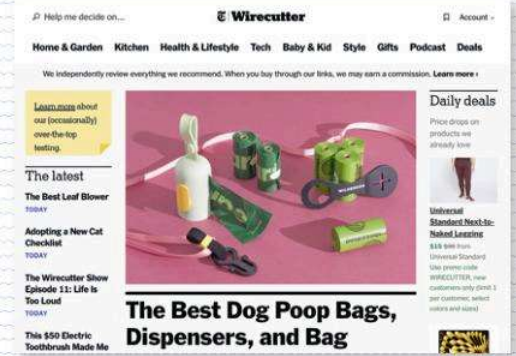 Help me decide on...
Wirecutter
Account
Home & Garden Kitchen Health & Lifestyle Tech Baby & Kid Style Gifts Podcast Deals
We independently review everything we recommend. When you buy through our links, we may earn a commission. Learn more ›
Learn more about
our (occasionally)
over-the-top
testing.
The latest
The Best Leaf Blower
TODAY
Adopting a New Cat
Checklist
TODAY
The Wirecutter Show
Episode 11: Life Is
Too Loud
TODAY
This $50 Electric
Toothbrush Made Me
The Best Dog Poop Bags,
Dispensers, and Bag
Daily deals
Price drops on
products we
already love
Universal
Standard Next-to-
Naked Legging
from
Universal Standard
Use promo code
WIRECUTTER, new
customers only (limit 1
per customer, select
colors and sizes)